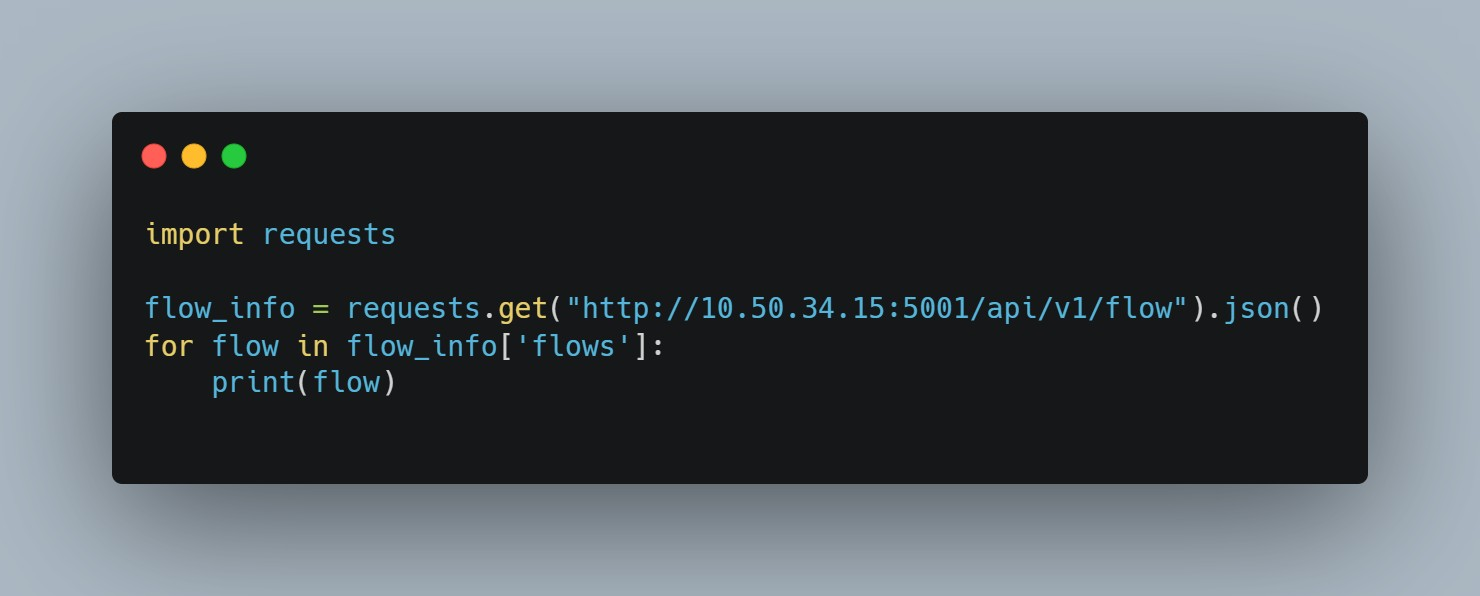 import requests

flow_info = requests.get("http://10.50.34.15:5001/api/v1/flow").json()
for flow in flow_info['flows']:
    print(flow)